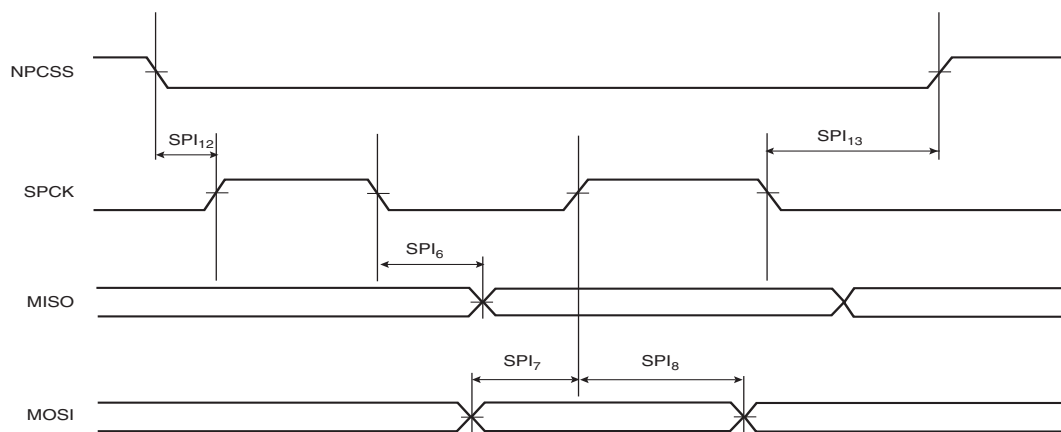 NPCSS
SPI₁₂
SPI₁₃
SPCK
SPI₆
MISO
SPI₇
SPI₈
MOSI